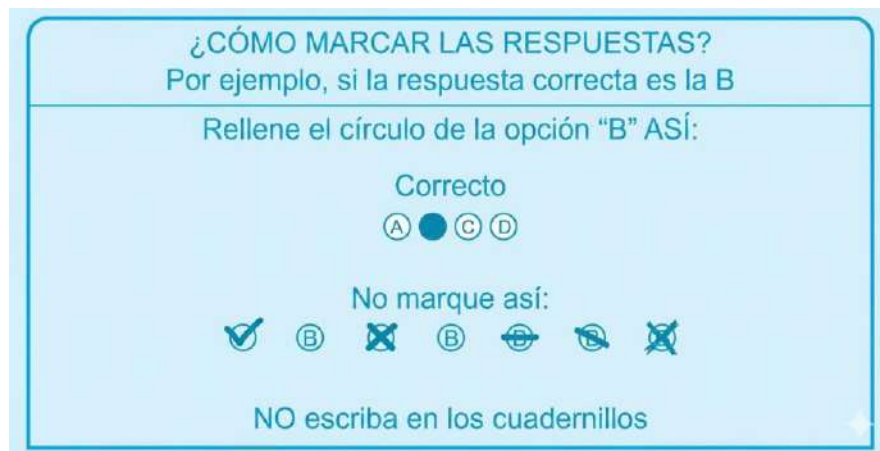 ¿CÓMO MARCAR LAS RESPUESTAS?
Por ejemplo, si la respuesta correcta es la B
Rellene el círculo de la opción “B” ASÍ:
Correcto
A C D
No marque así:
B B B B
NO escriba en los cuadernillos